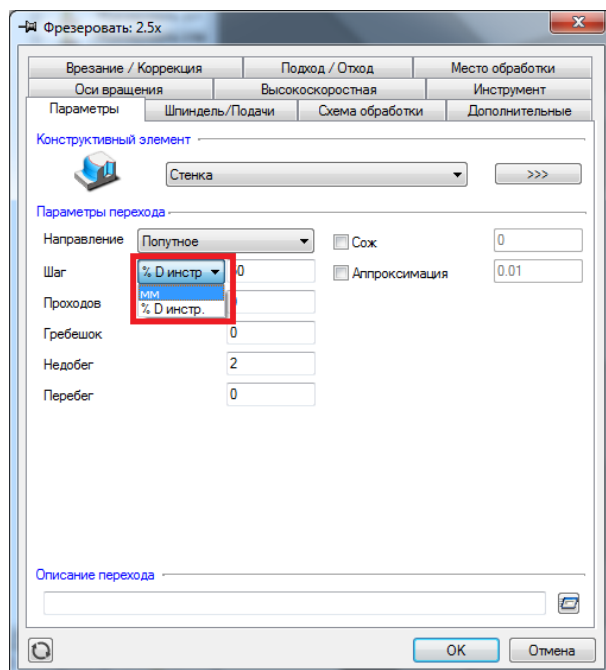 Фрезеровать: 2.5x
Врезание / Коррекция Подход / Отход Место обработки
Оси вращения Высокоскоростная Инструмент
Параметры Шпиндель/Подачи Схема обработки Дополнительные
Конструктивный элемент
Стенка >>>
Параметры перехода
Направление Попутное Сож 0
Шаг % D инстр Аппроксимация 0.01
мм
Проходов % D инстр.
Гребешок 0
Недобег 2
Перебег 0
Описание перехода
OK Отмена